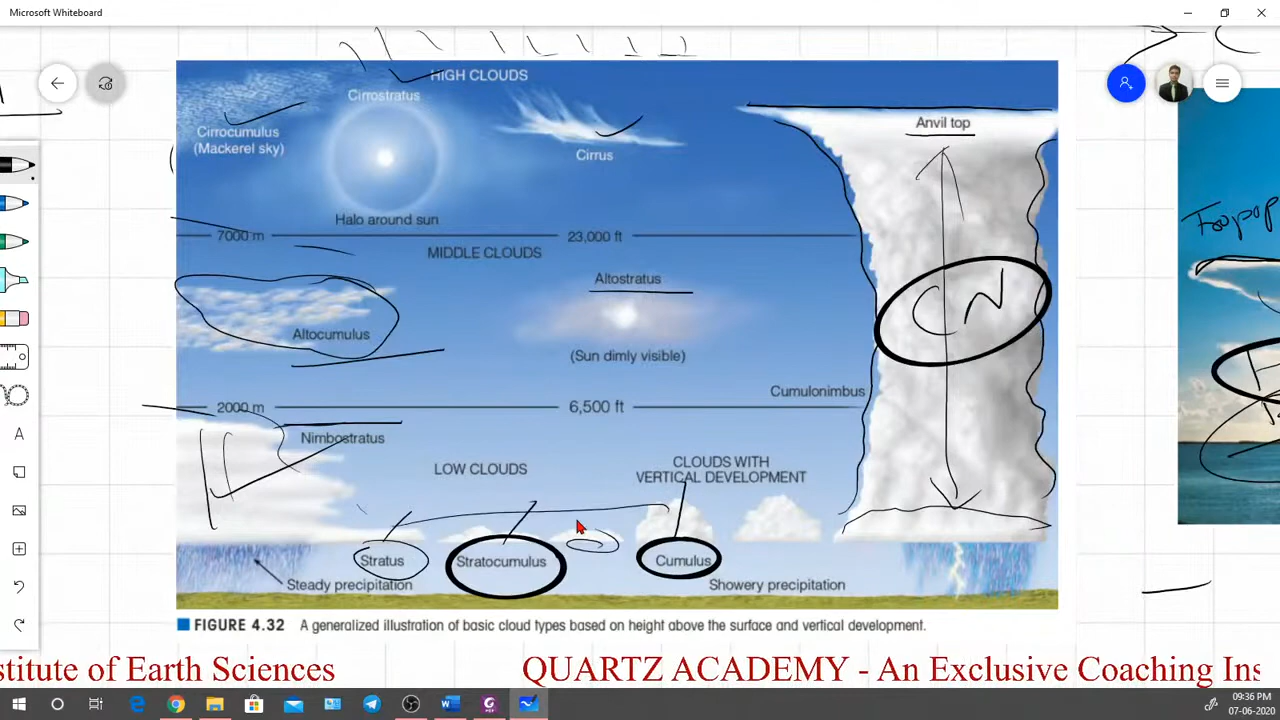 Microsoft Whiteboard
HIGH CLOUDS
Cirrostratus
Cirrocumulus
(Mackerel sky)
Cirrus
Anvil top
Halo around sun
7000 m
23,000 ft
MIDDLE CLOUDS
Altostratus
Altocumulus
(Sun dimly visible)
CN
Cumulonimbus
2000 m
6,500 ft
Nimbostratus
LOW CLOUDS
CLOUDS WITH
VERTICAL DEVELOPMENT
Stratus
Stratocumulus
Cumulus
Steady precipitation
Showery precipitation
FIGURE 4.32 A generalized illustration of basic cloud types based on height above the surface and vertical development.
stitute of Earth Sciences QUARTZ ACADEMY - An Exclusive Coaching Ins
09:36 PM
07-06-2020